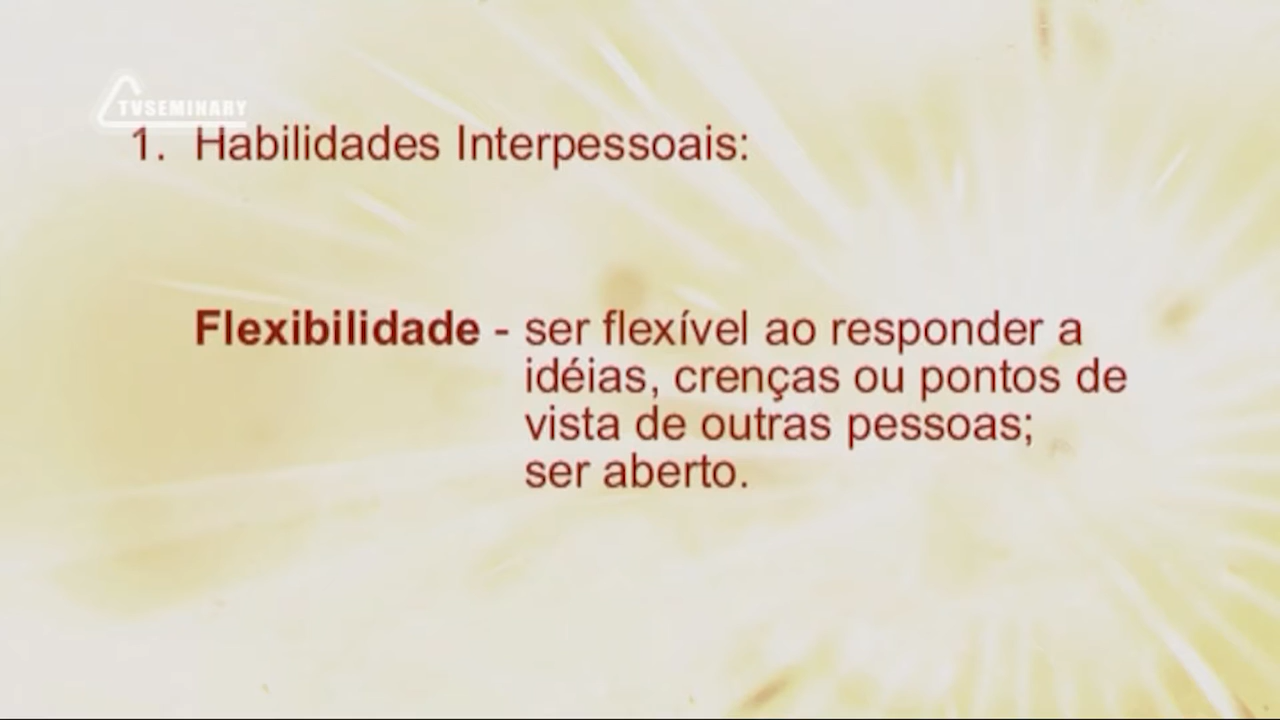 TVSEMINARY
1. Habilidades Interpessoais:
Flexibilidade - ser flexível ao responder a
idéias, crenças ou pontos de
vista de outras pessoas;
ser aberto.